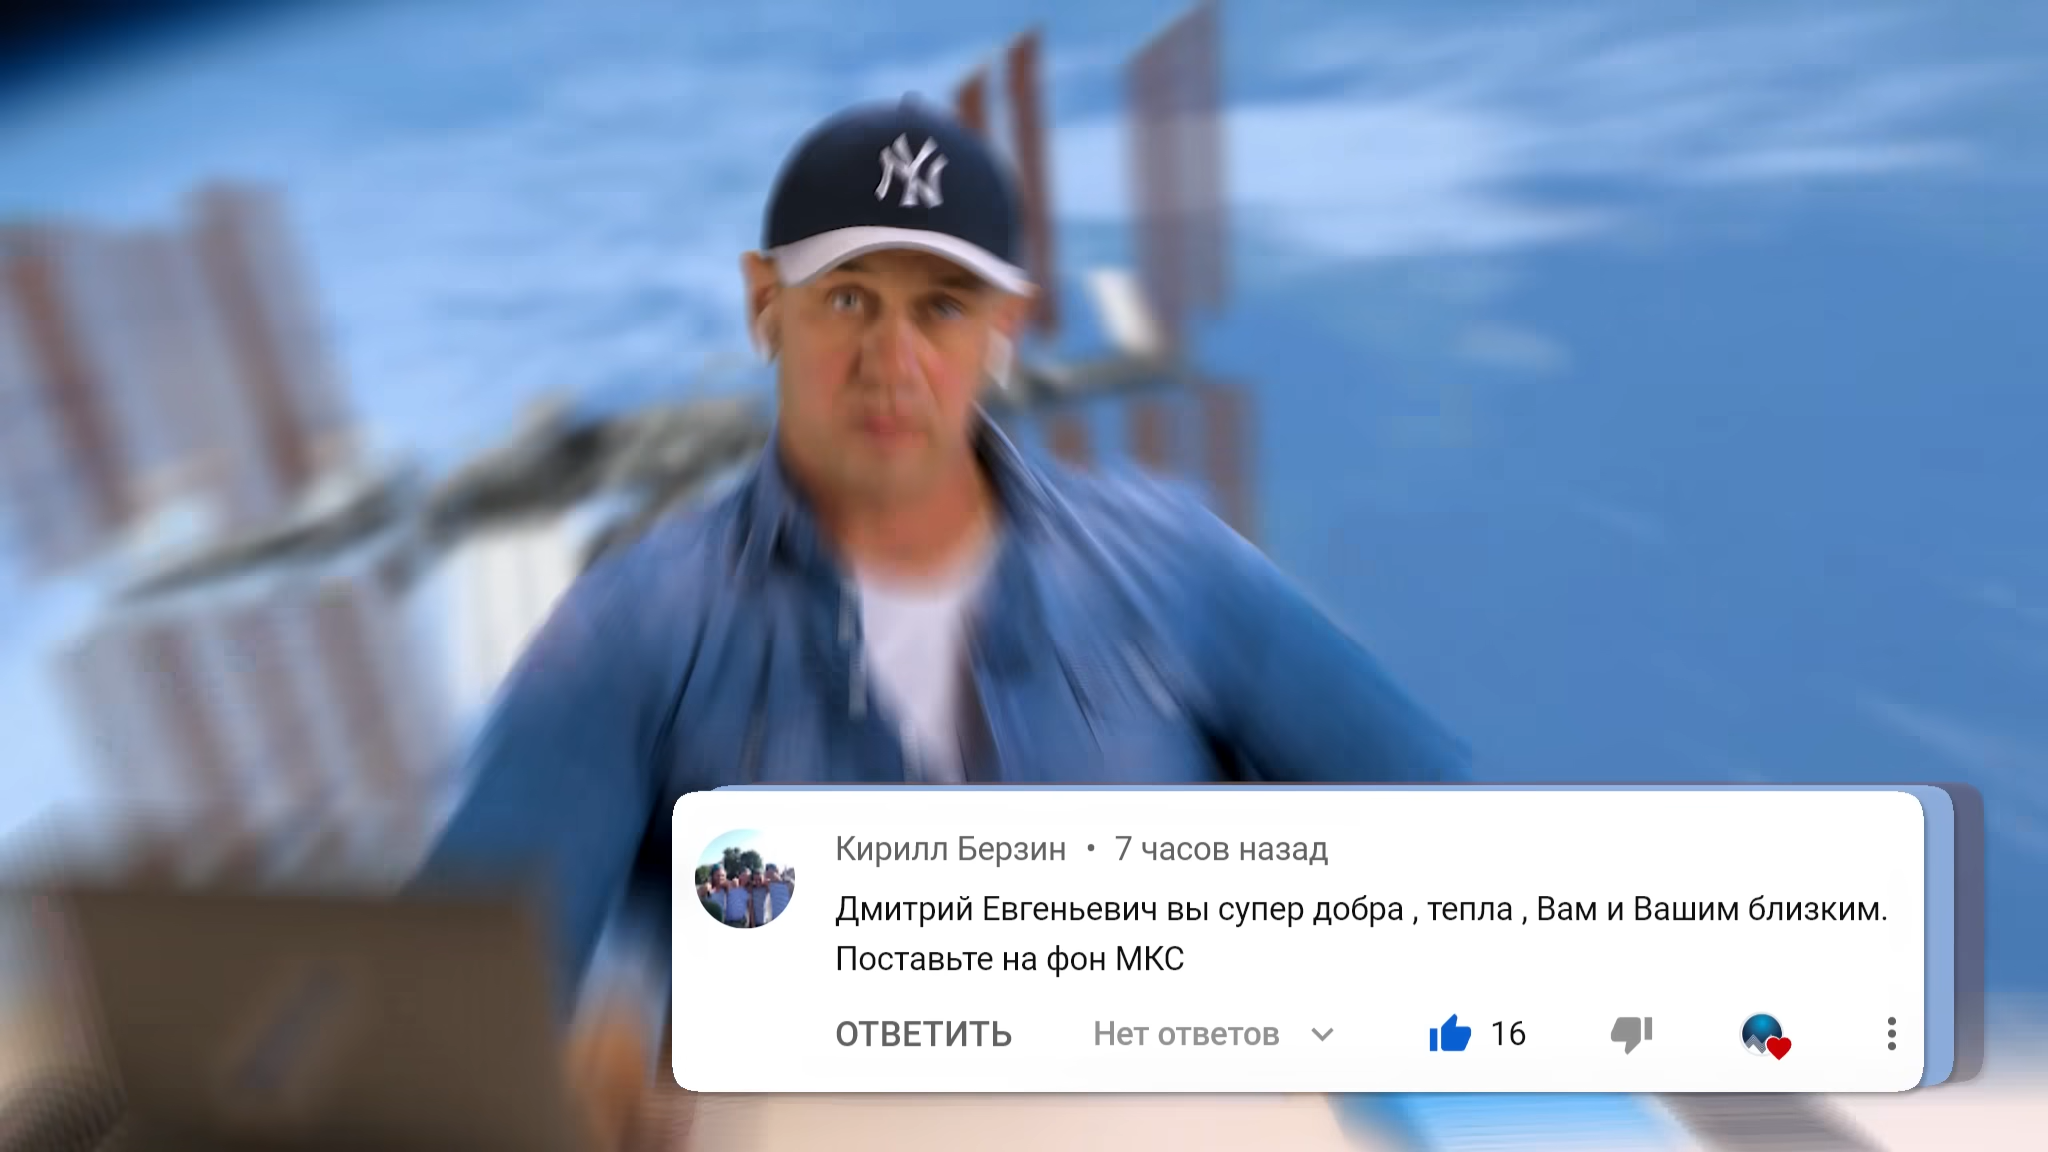 NY
Кирилл Берзин • 7 часов назад
Дмитрий Евгеньевич вы супер добра , тепла , Вам и Вашим близким.
Поставьте на фон МКС
ОТВЕТИТЬ Нет ответов 16